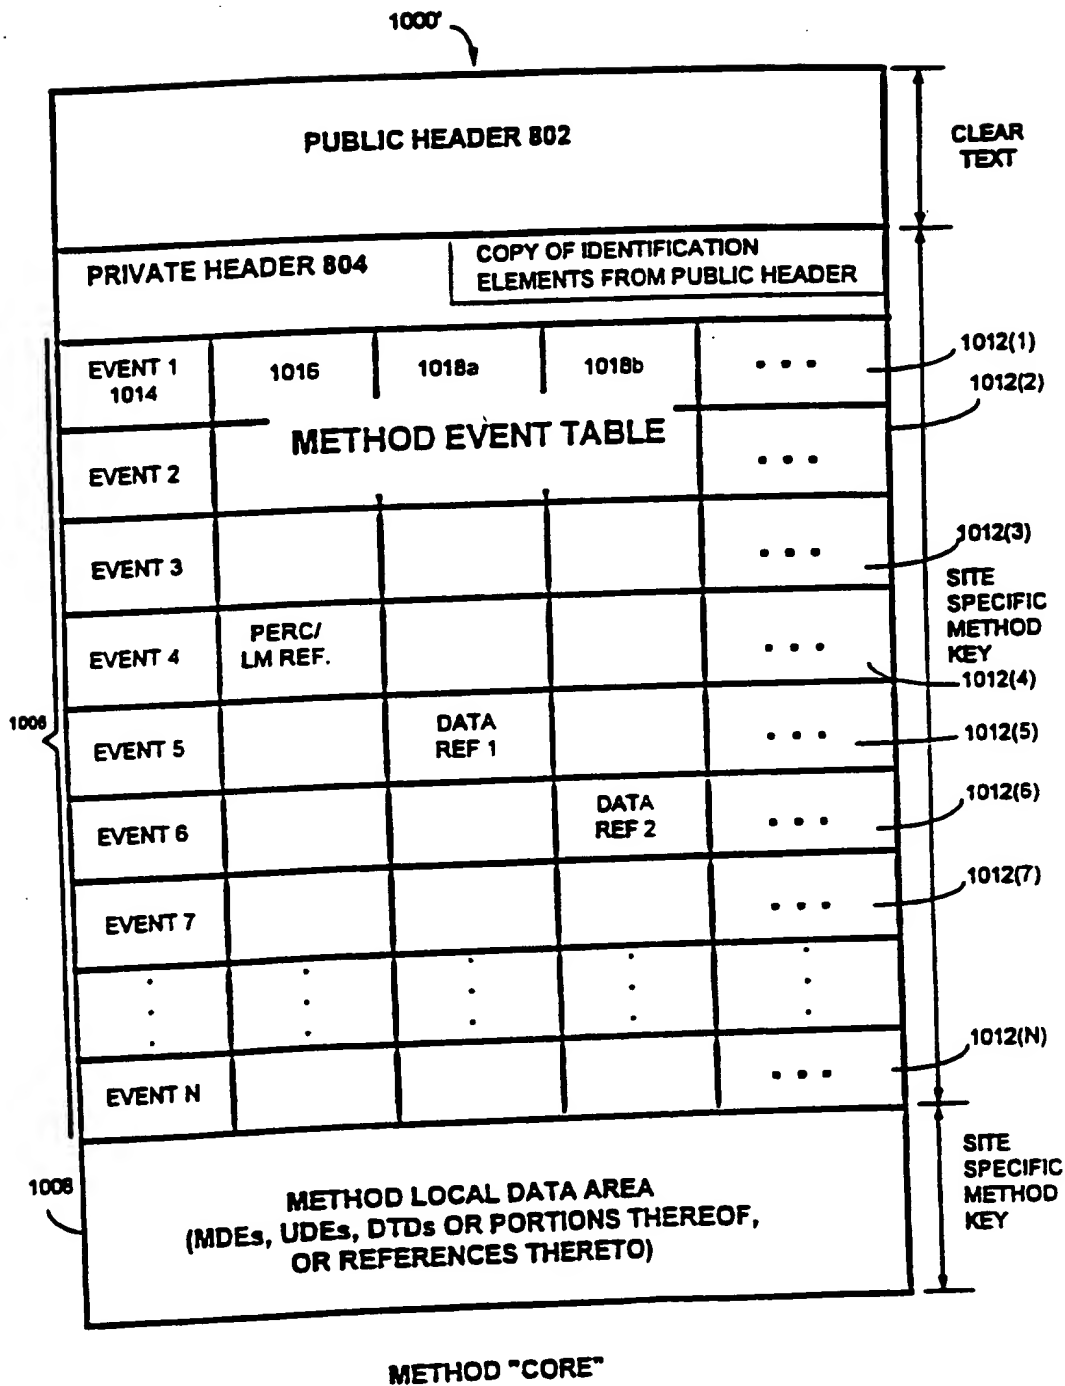 1000'
PUBLIC HEADER 802
CLEAR
TEXT
PRIVATE HEADER 804
COPY OF IDENTIFICATION
ELEMENTS FROM PUBLIC HEADER
EVENT 1
1014
1016
1018a
1018b
• • •
1012(1)
1012(2)
METHOD EVENT TABLE
EVENT 2
• • •
EVENT 3
• • •
1012(3)
SITE
SPECIFIC
METHOD
KEY
EVENT 4
PERC/
LM REF.
• • •
1012(4)
1006
EVENT 5
DATA
REF 1
• • •
1012(5)
EVENT 6
DATA
REF 2
• • •
1012(6)
EVENT 7
• • •
1012(7)
EVENT N
• • •
1012(N)
1008
METHOD LOCAL DATA AREA
(MDEs, UDEs, DTDs OR PORTIONS THEREOF,
OR REFERENCES THERETO)
SITE
SPECIFIC
METHOD
KEY
METHOD "CORE"